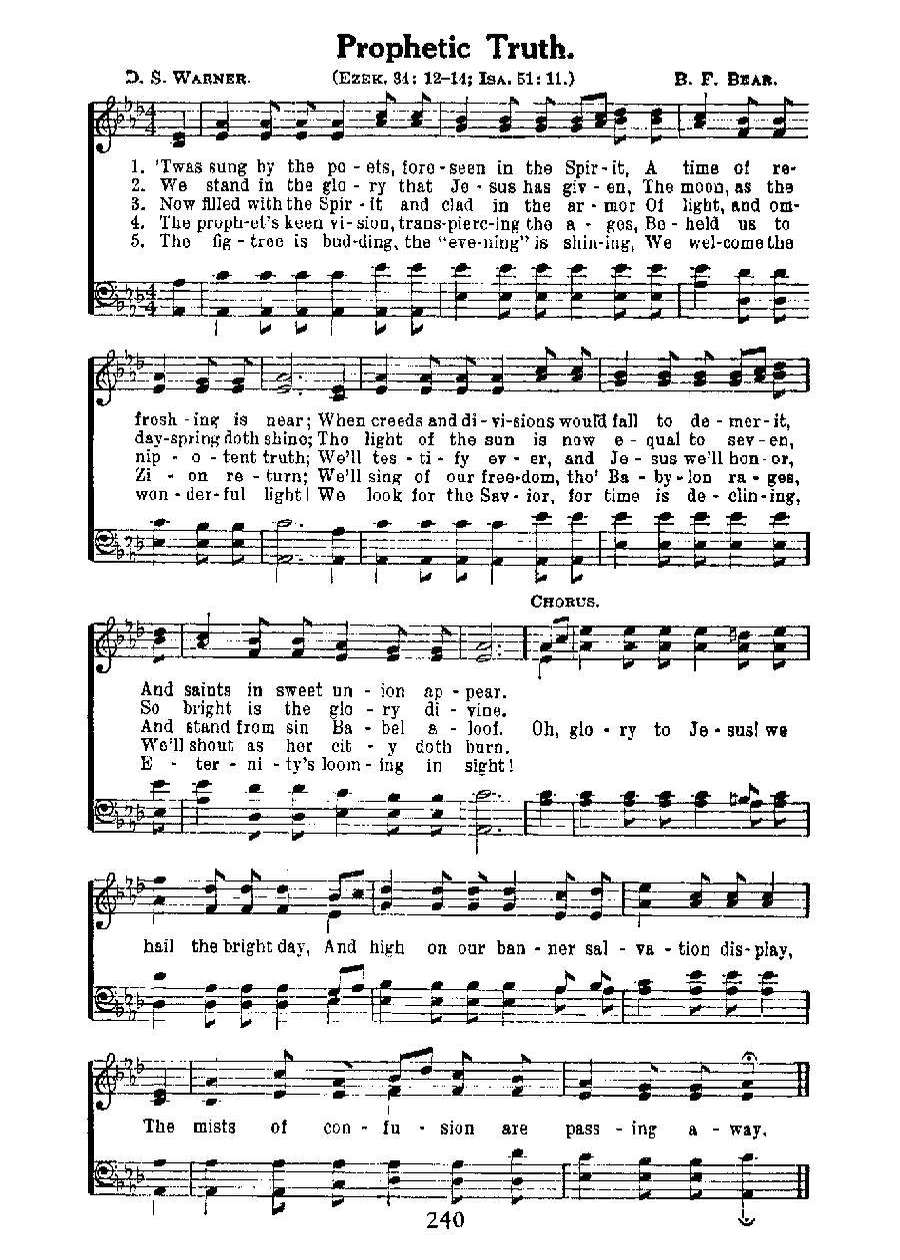 Prophetic Truth.
D. S. WARNER. (EZEK. 34: 12-14; ISA. 51: 11.) B. F. BEAR.
1. 'Twas sung by the po - ets, fore - seen in the Spir - it, A time of re-
2. We stand in the glo - ry that Je - sus has giv - en, The moon, as the
3. Now filled with the Spir - it and clad in the ar - mor Of light, and om-
4. The proph - et's keen vi - sion, trans - pierc - ing the a - ges, Be - held us to
5. The fig - tree is bud - ding, the "eve - ning" is shin - ing, We wel - come the
fresh - ing is near; When creeds and di - vi - sions would fall to de - mer - it,
day - spring doth shine; The light of the sun is now e - qual to sev - en,
nip - o - tent truth; We'll tes - ti - fy ev - er, and Je - sus we'll hon - or,
Zi - on re - turn; We'll sing of our free - dom, tho' Ba - by - lon ra - ges,
won - der - ful light! We look for the Sav - ior, for time is de - clin - ing,
CHORUS.
And saints in sweet un - ion ap - pear.
So bright is the glo - ry di - vine.
And stand from sin Ba - bel a - loof. Oh, glo - ry to Je - sus! we
We'll shout as her cit - y doth burn.
E - ter - ni - ty's loom - ing in sight!
hail the bright day, And high on our ban - ner sal - va - tion dis - play,
The mists of con - fu - sion are pass - ing a - way.
240